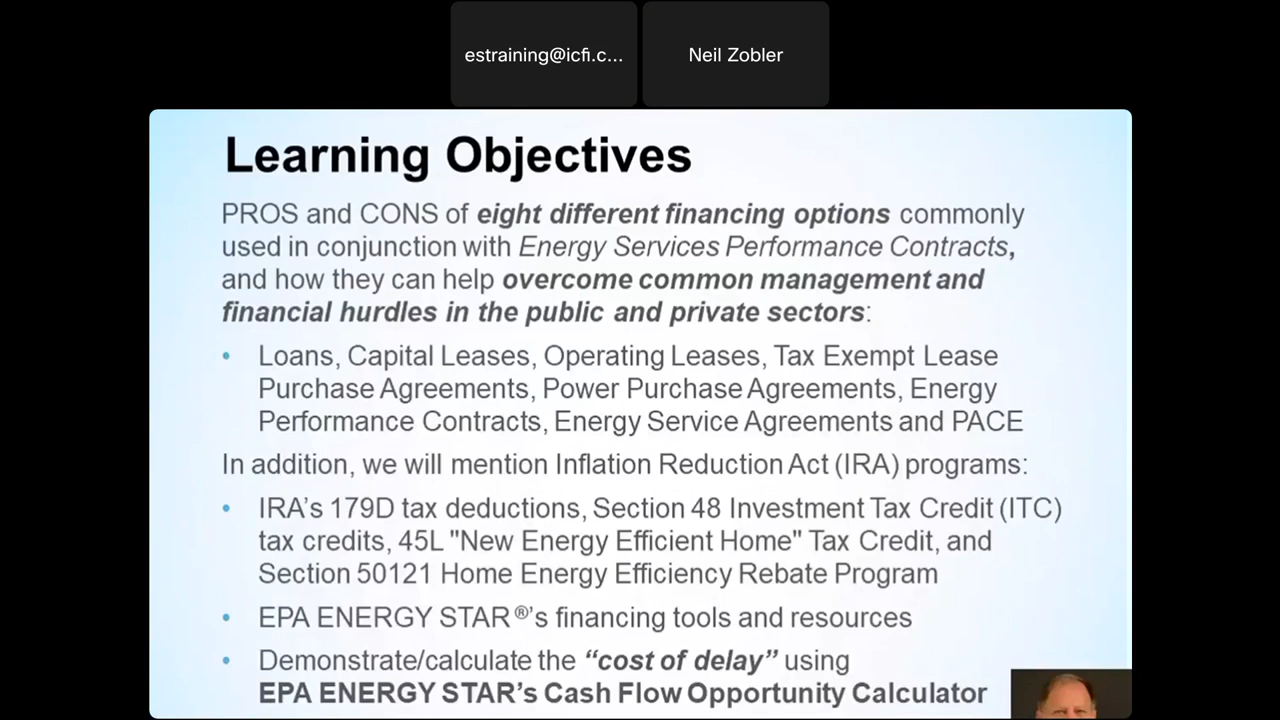 estraining@icfi.c...
Neil Zobler
Learning Objectives
PROS and CONS of eight different financing options commonly
used in conjunction with Energy Services Performance Contracts,
and how they can help overcome common management and
financial hurdles in the public and private sectors:
• Loans, Capital Leases, Operating Leases, Tax Exempt Lease
Purchase Agreements, Power Purchase Agreements, Energy
Performance Contracts, Energy Service Agreements and PACE
In addition, we will mention Inflation Reduction Act (IRA) programs:
• IRA’s 179D tax deductions, Section 48 Investment Tax Credit (ITC)
tax credits, 45L "New Energy Efficient Home" Tax Credit, and
Section 50121 Home Energy Efficiency Rebate Program
• EPA ENERGY STAR®’s financing tools and resources
• Demonstrate/calculate the “cost of delay” using
EPA ENERGY STAR’s Cash Flow Opportunity Calculator